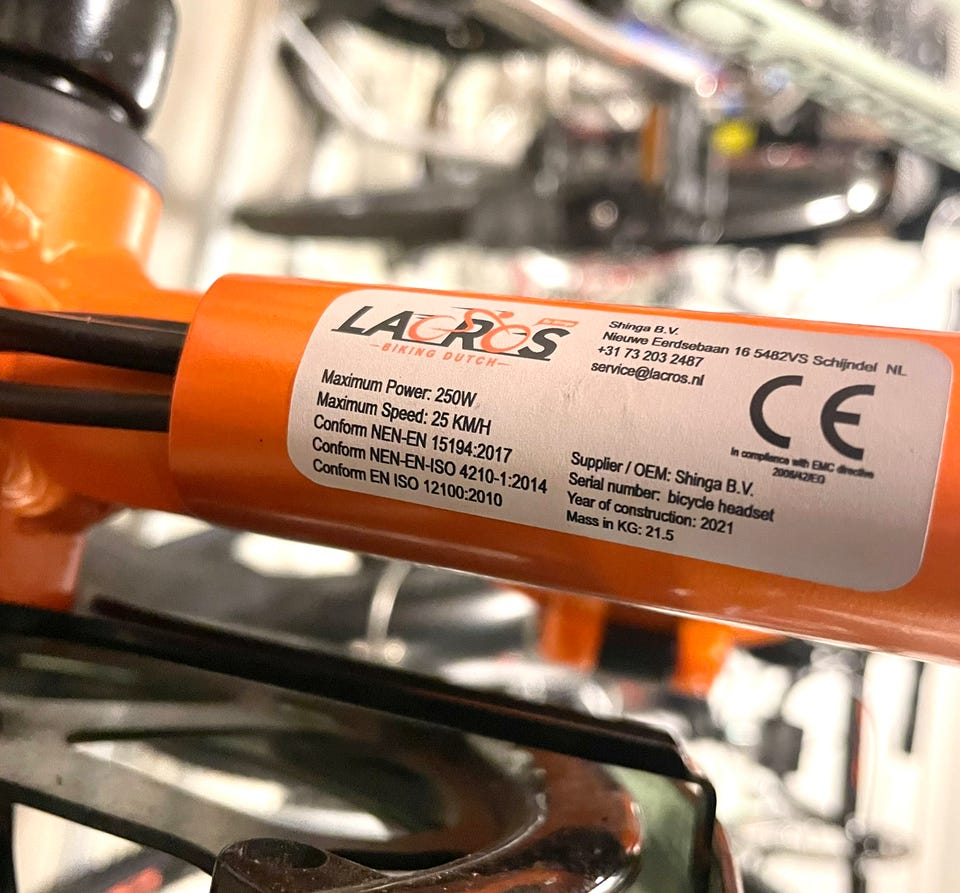 LACROS
BIKING DUTCH
Shinga B.V.
Nieuwe Eerdsebaan 16 5482VS Schijndel NL
+31 73 203 2487
service@lacros.nl
Maximum Power: 250W
Maximum Speed: 25 KM/H
Conform NEN-EN 15194:2017
Conform NEN-EN-ISO 4210-1:2014
Conform EN ISO 12100:2010
CE
In compliance with EMC directive
2006/42/EG
Supplier / OEM: Shinga B.V.
Serial number: bicycle headset
Year of construction: 2021
Mass in KG: 21.5